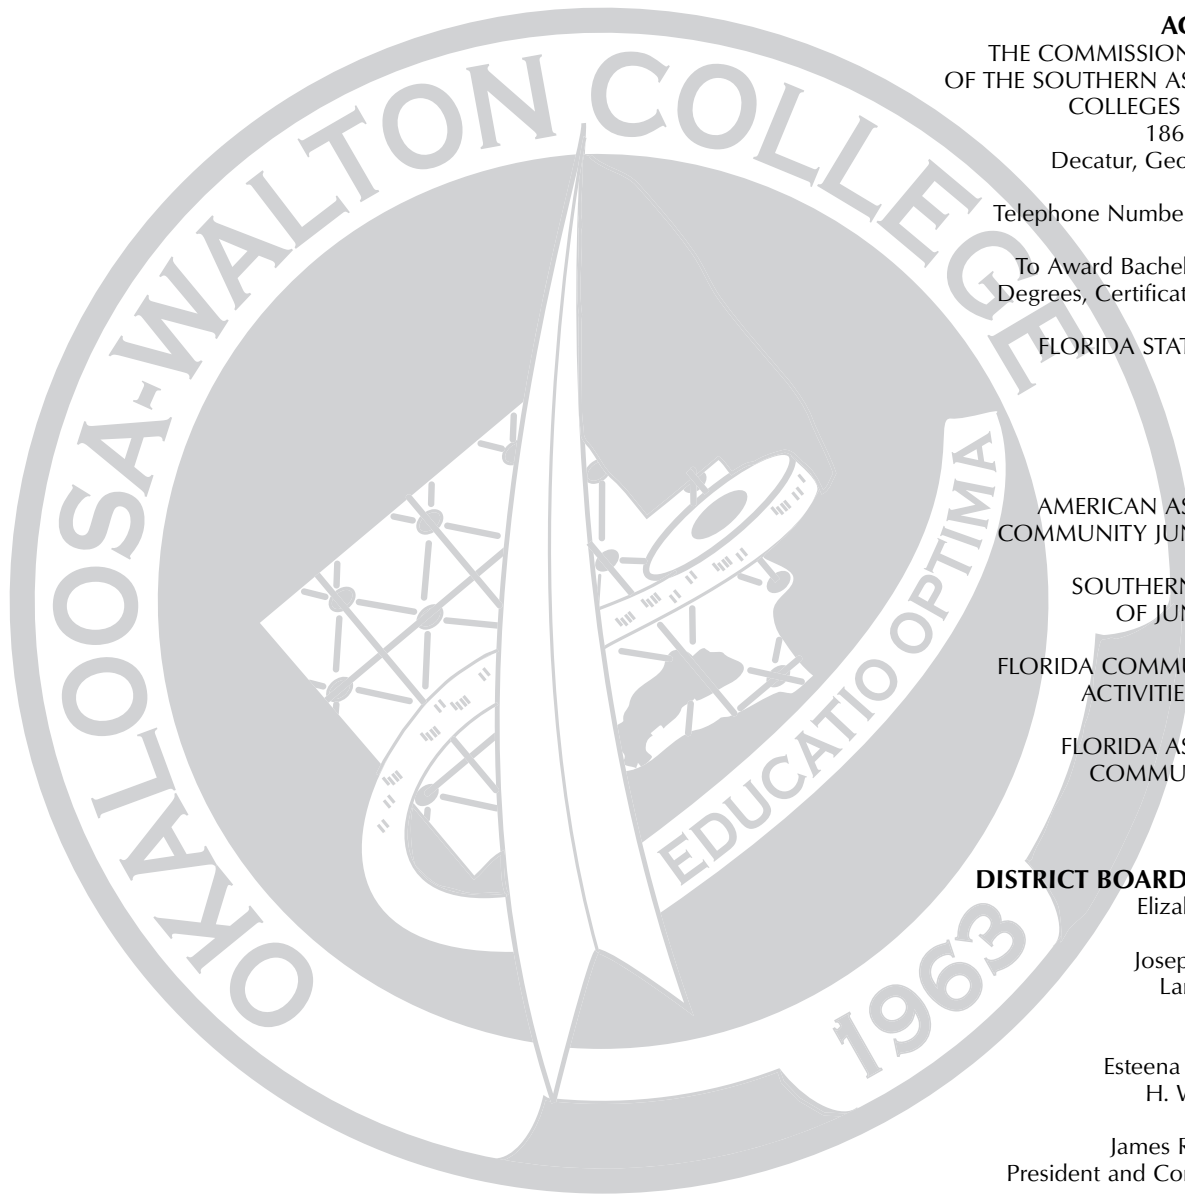 OKALOOSA-WALTON COLLEGE
EDUCATIO OPTIMA
1963
AC
THE COMMISSION
OF THE SOUTHERN AS
COLLEGES
186
Decatur, Geo
Telephone Numbe
To Award Bachel
Degrees, Certificat
FLORIDA STAT
AMERICAN AS
COMMUNITY JUN
SOUTHERN
OF JUN
FLORIDA COMMU
ACTIVITIE
FLORIDA AS
COMMU
DISTRICT BOARD
Eliza
Josep
Lar
Esteena
H. W
James R
President and Co